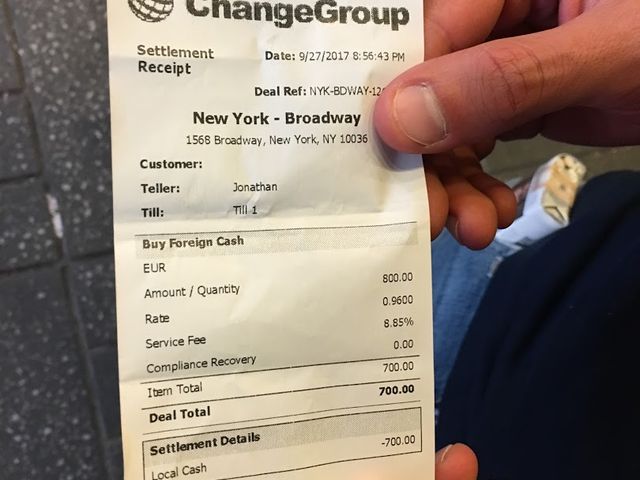 ChangeGroup
Settlement Receipt
Date: 9/27/2017 8:56:43 PM
Deal Ref: NYK-BDWAY-12
New York - Broadway
1568 Broadway, New York, NY 10036
Customer:
Teller: Jonathan
Till: Till 1
Buy Foreign Cash
EUR
Amount / Quantity 800.00
Rate 0.9600
Service Fee 8.85%
Compliance Recovery 0.00
Item Total 700.00
Deal Total 700.00
Settlement Details
Local Cash -700.00